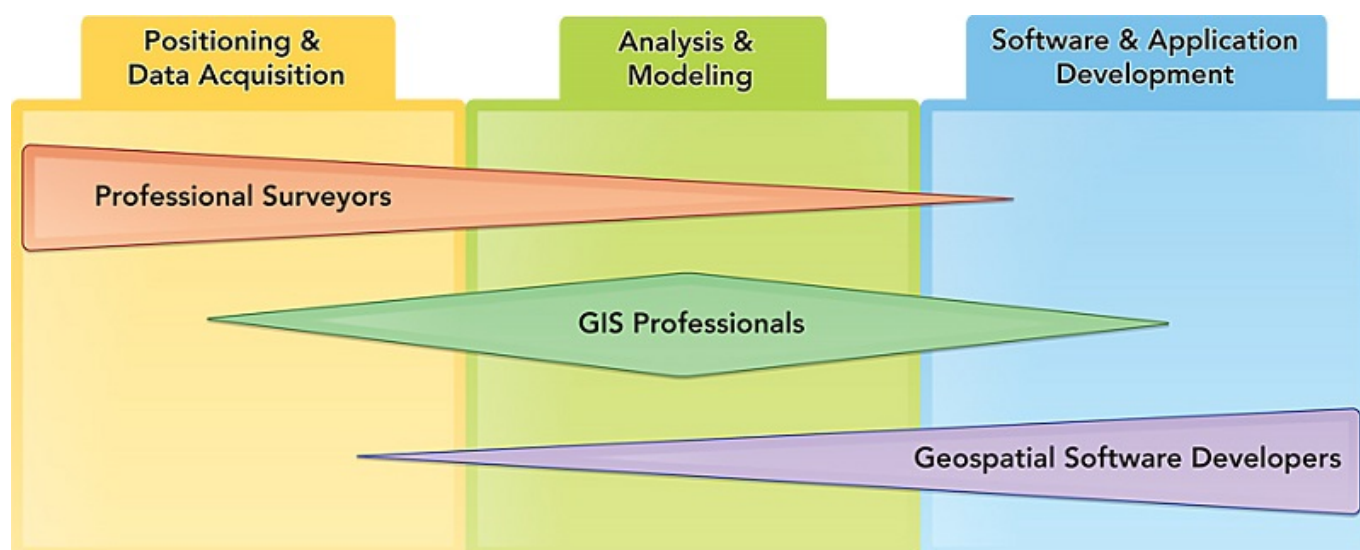 Positioning &
Data Acquisition
Analysis &
Modeling
Software & Application
Development
Professional Surveyors
GIS Professionals
Geospatial Software Developers